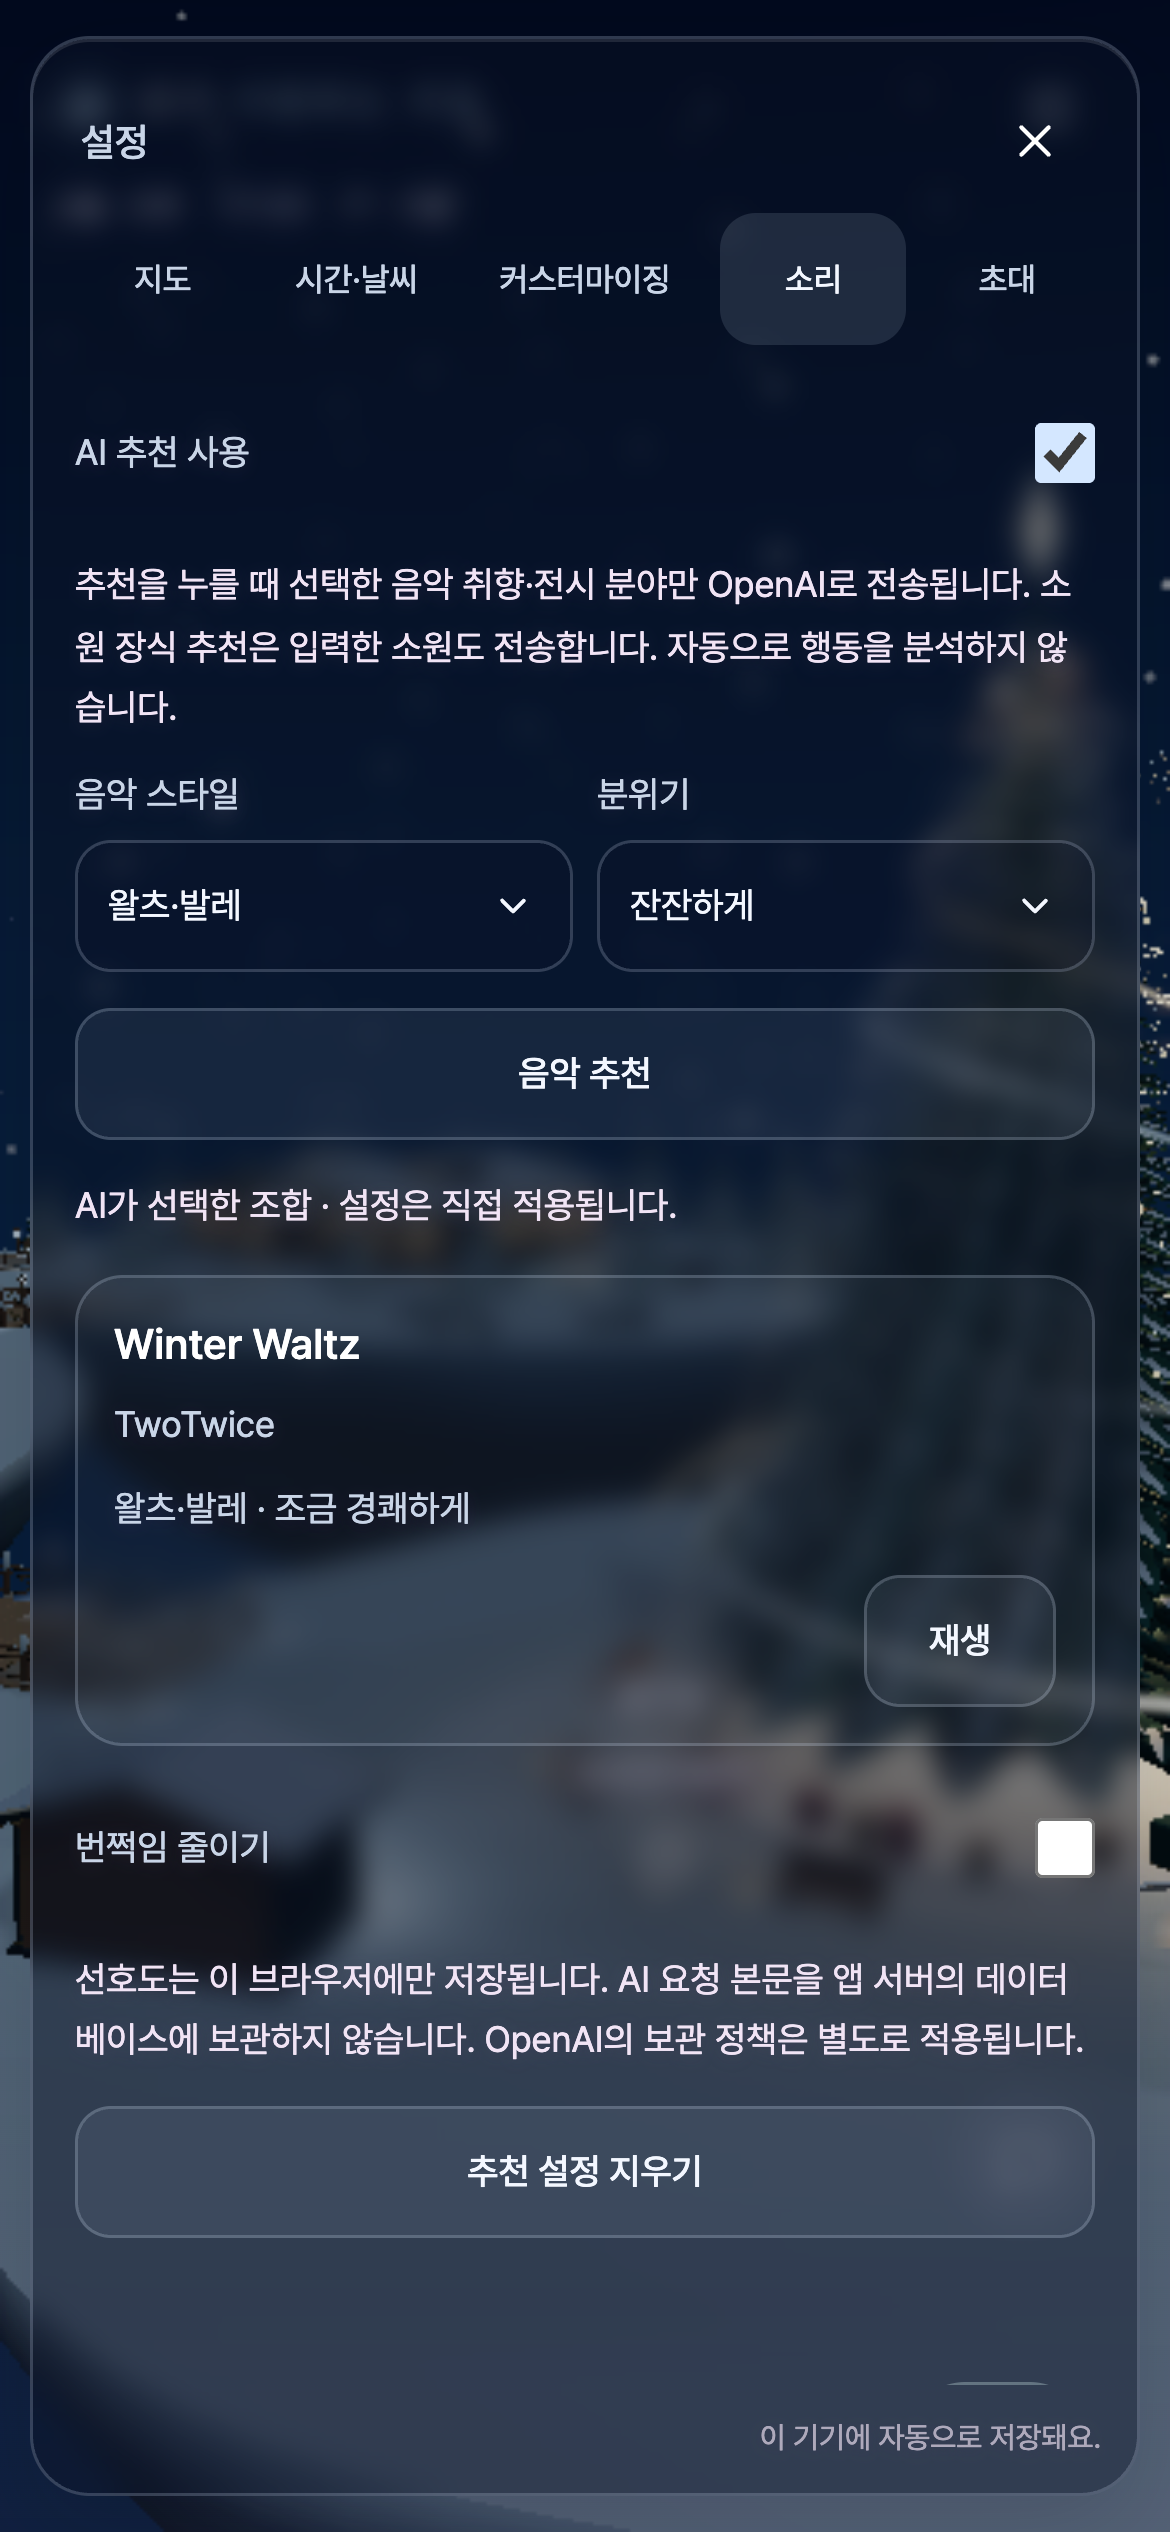 설정
지도
시간·날씨
커스터마이징
소리
초대
AI 추천 사용
추천을 누를 때 선택한 음악 취향·전시 분야만 OpenAI로 전송됩니다. 소
원 장식 추천은 입력한 소원도 전송합니다. 자동으로 행동을 분석하지 않
습니다.
음악 스타일
분위기
왈츠·발레
잔잔하게
음악 추천
AI가 선택한 조합 · 설정은 직접 적용됩니다.
Winter Waltz
TwoTwice
왈츠·발레 · 조금 경쾌하게
재생
번쩍임 줄이기
선호도는 이 브라우저에만 저장됩니다. AI 요청 본문을 앱 서버의 데이터
베이스에 보관하지 않습니다. OpenAI의 보관 정책은 별도로 적용됩니다.
추천 설정 지우기
이 기기에 자동으로 저장돼요.